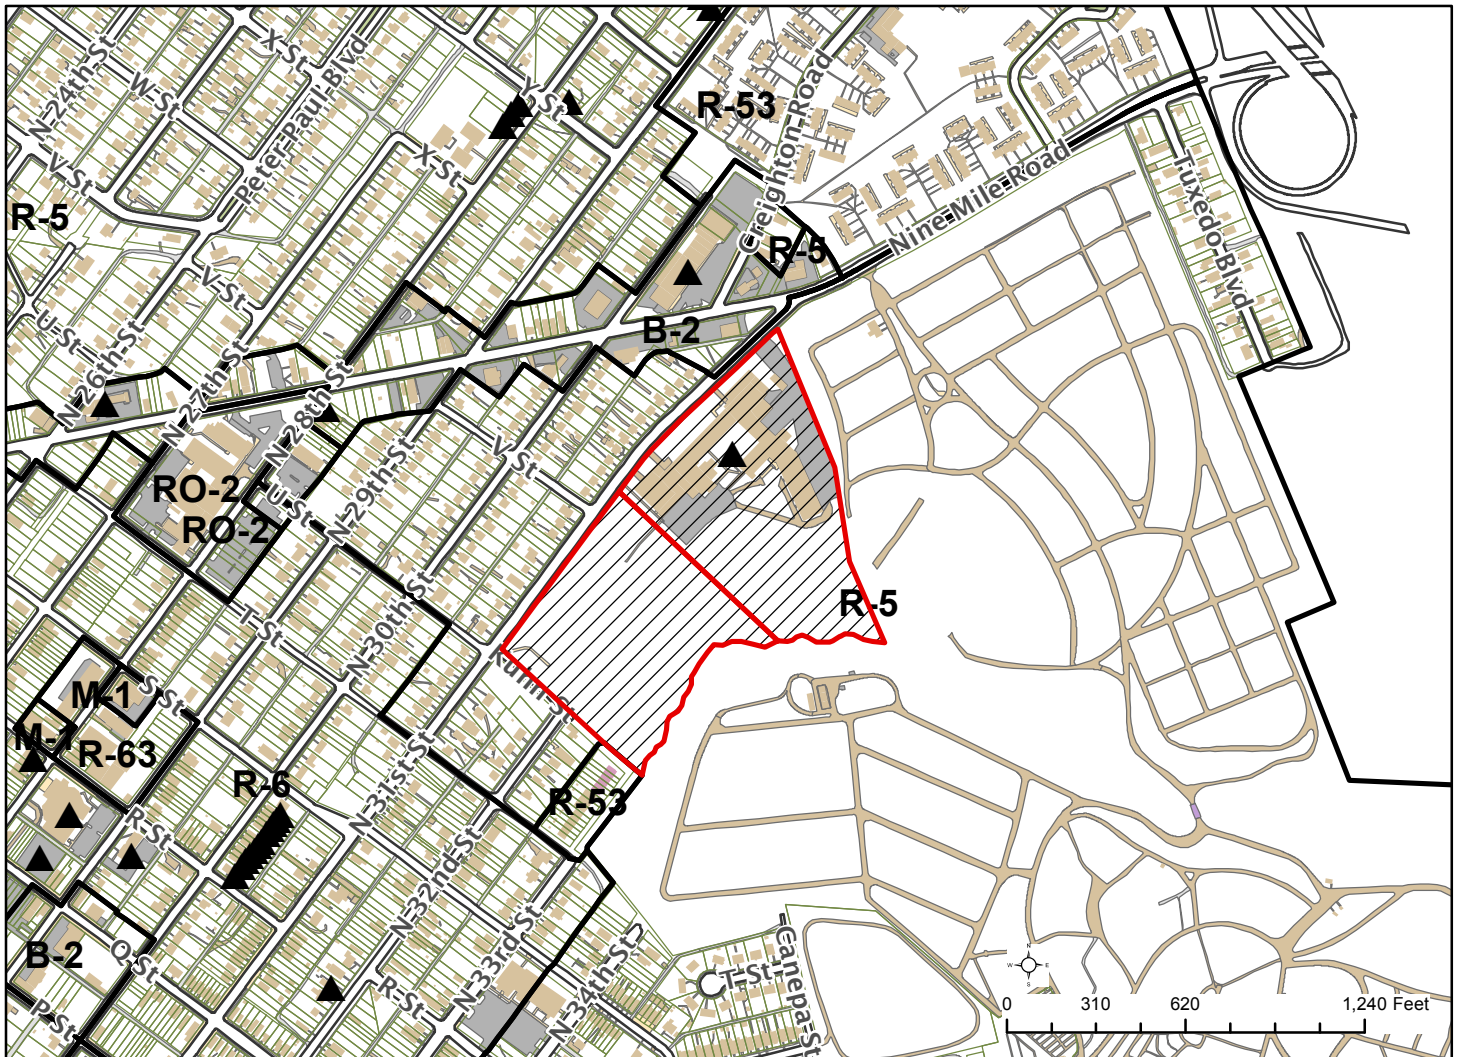 X-St
N-24th-St
W-St
Peter-Paul-Blvd
Y-St
R-53
Creighton-Road
V-St
X-St
Nine-Mile-Road
Tuxedo-Blvd
R-5
R-5
V-St
U-St
N-26th-St
B-2
N-27th-St
N-28th-St
V-St
N-29th-St
RO-2
U-St
RO-2
R-5
T-St
N-30th-St
Kuhn-St
S-St
M-1
M-1
R-63
N-31st-St
R-6
R-53
R-St
N-32nd-St
B-2
Q-St
N-33rd-St
N-34th-St
T-St
Canepa-St
R-St
P-St
N
W
E
S
0 310 620 1,240 Feet